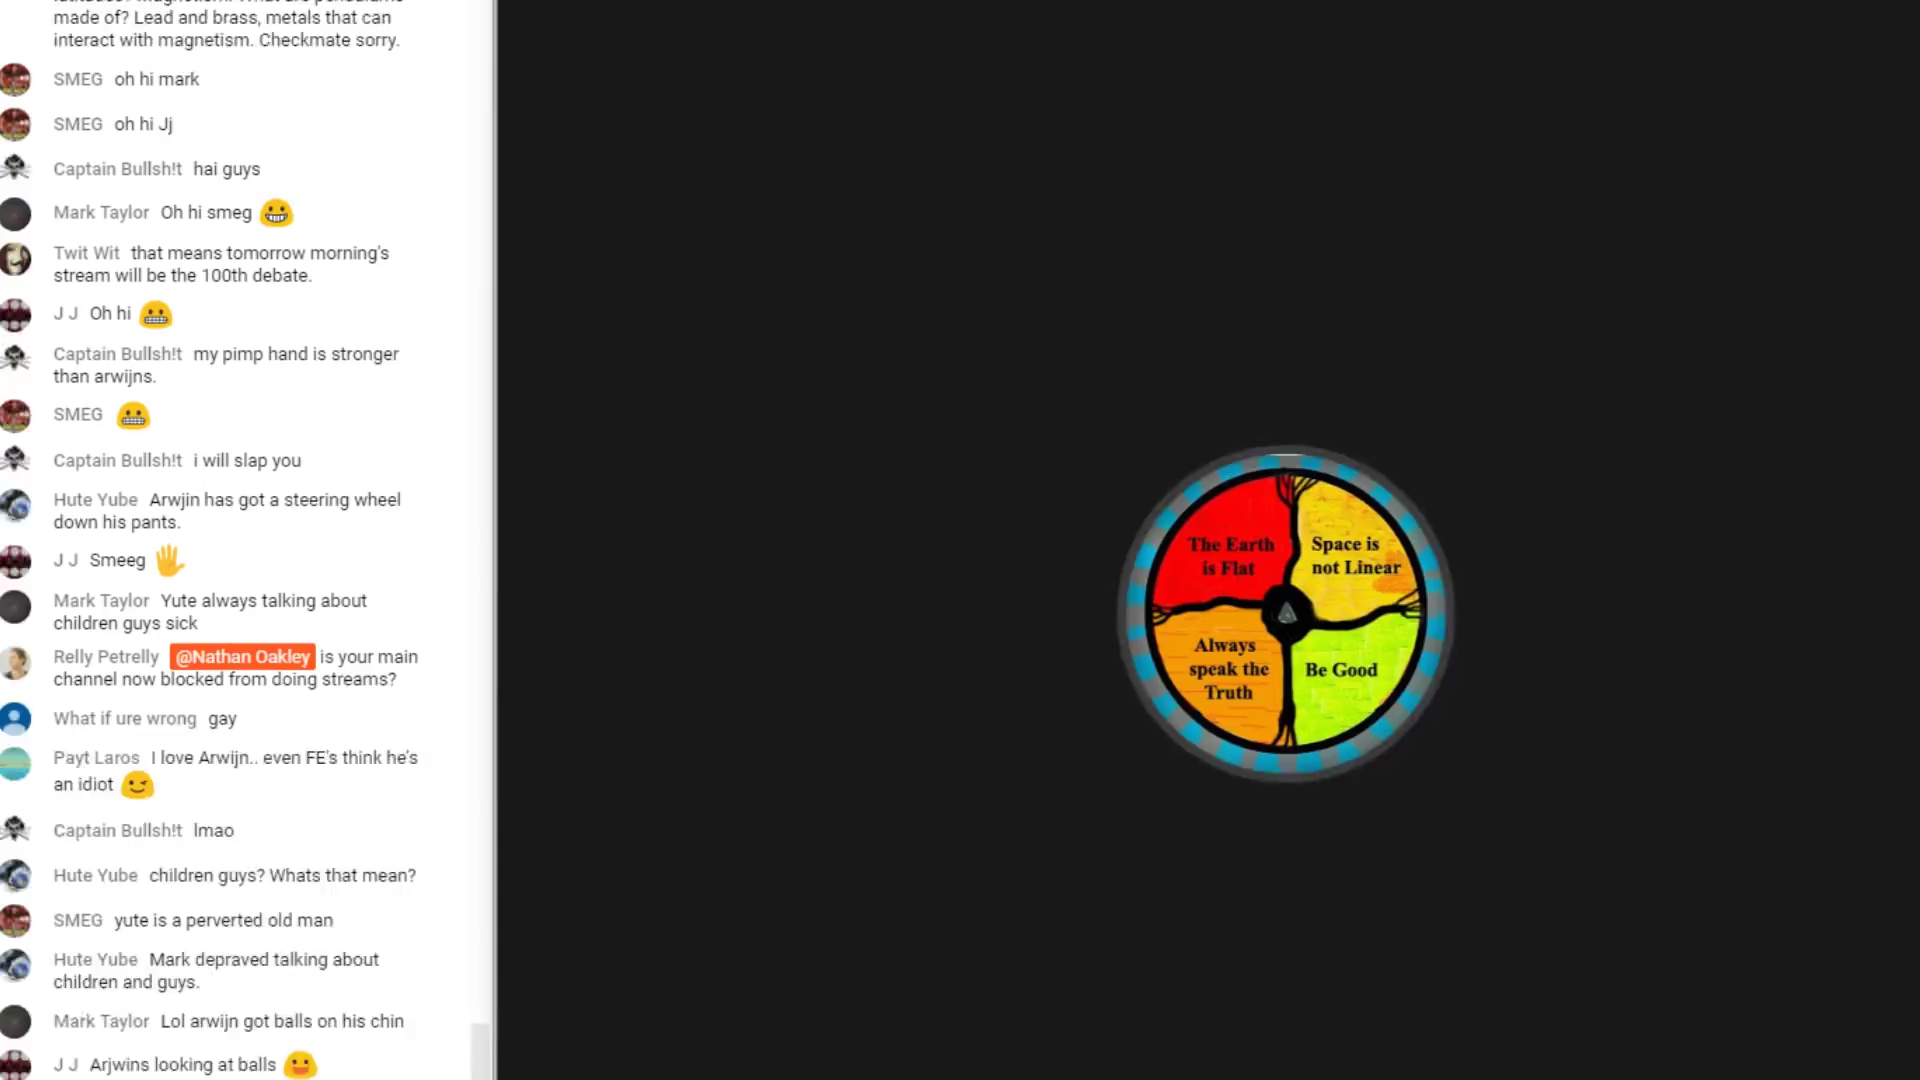 made of? Lead and brass, metals that can
interact with magnetism. Checkmate sorry.
SMEG oh hi mark
SMEG oh hi Jj
Captain Bullsh!t hai guys
Mark Taylor Oh hi smeg
Twit Wit that means tomorrow morning's
stream will be the 100th debate.
J J Oh hi
Captain Bullsh!t my pimp hand is stronger
than arwijns.
SMEG
Captain Bullsh!t i will slap you
Hute Yube Arwjin has got a steering wheel
down his pants.
J J Smeeg
Mark Taylor Yute always talking about
children guys sick
Relly Petrelly @Nathan Oakley is your main
channel now blocked from doing streams?
What if ure wrong gay
Payt Laros I love Arwijn.. even FE's think he's
an idiot
Captain Bullsh!t lmao
Hute Yube children guys? Whats that mean?
SMEG yute is a perverted old man
Hute Yube Mark depraved talking about
children and guys.
Mark Taylor Lol arwijn got balls on his chin
J J Arjwins looking at balls
The Earth
is Flat
Space is
not Linear
Always
speak the
Truth
Be Good